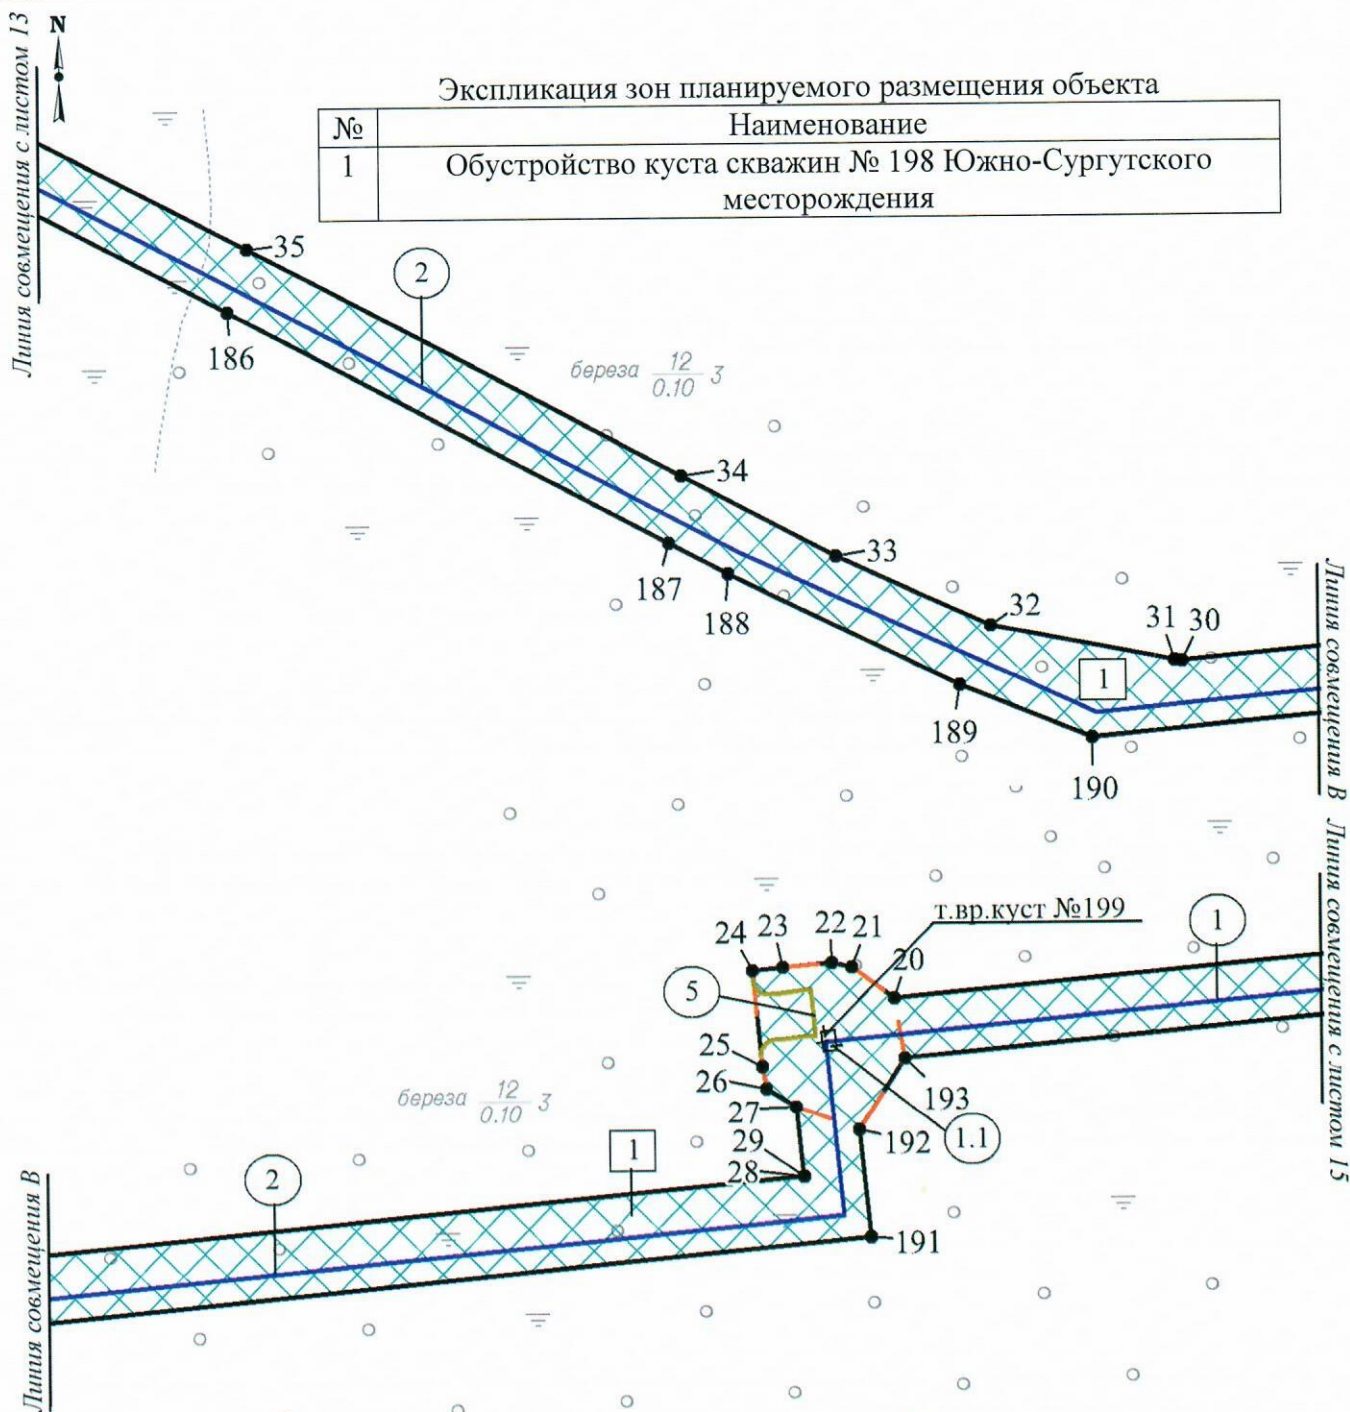 Линия совмещения с листом 13
N
Экспликация зон планируемого размещения объекта
№ Наименование
1 Обустройство куста скважин № 198 Южно-Сургутского
месторождения
35
2
186
береза 12/0.10 3
34
33
187
188
32
31 30
1
189
190
Линия совмещения В
Линия совмещения с листом 15
т.вр.куст №199
24 23 22 21
20
1
5
25
26
27
193
192
1.1
29
28
береза 12/0.10 3
1
2
191
Линия совмещения В